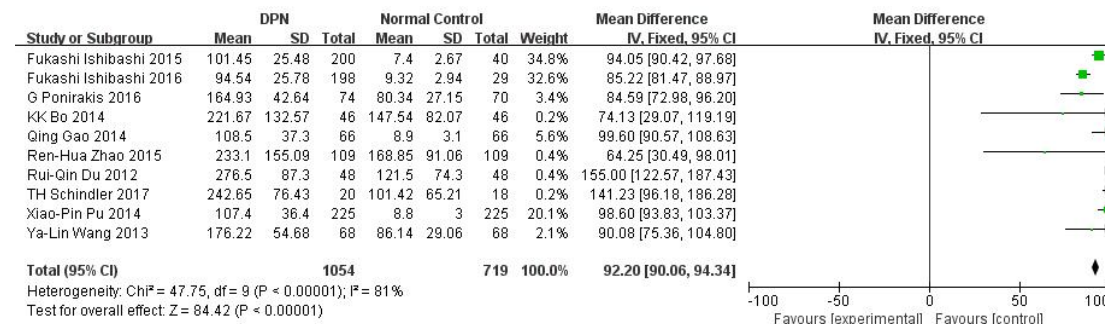 DPN Normal Control Mean Difference Mean Difference
Study or Subgroup Mean SD Total Mean SD Total Weight IV, Fixed, 95% CI IV, Fixed, 95% CI
Fukashi Ishibashi 2015 101.45 25.48 200 7.4 2.67 40 34.8% 94.05 [90.42, 97.68]
Fukashi Ishibashi 2016 94.54 25.78 198 9.32 2.94 29 32.6% 85.22 [81.47, 88.97]
G Ponirakis 2016 164.93 42.64 74 80.34 27.15 70 3.4% 84.59 [72.98, 96.20]
KK Bo 2014 221.67 132.57 46 147.54 82.07 46 0.2% 74.13 [29.07, 119.19]
Qing Gao 2014 108.5 37.3 66 8.9 3.1 66 5.6% 99.60 [90.57, 108.63]
Ren-Hua Zhao 2015 233.1 155.09 109 168.85 91.06 109 0.4% 64.25 [30.49, 98.01]
Rui-Qin Du 2012 276.5 87.3 48 121.5 74.3 48 0.4% 155.00 [122.57, 187.43]
TH Schindler 2017 242.65 76.43 20 101.42 65.21 18 0.2% 141.23 [96.18, 186.28]
Xiao-Pin Pu 2014 107.4 36.4 225 8.8 3 225 20.1% 98.60 [93.83, 103.37]
Ya-Lin Wang 2013 176.22 54.68 68 86.14 29.06 68 2.1% 90.08 [75.36, 104.80]
Total (95% CI) 1054 719 100.0% 92.20 [90.06, 94.34]
Heterogeneity: Chi² = 47.75, df = 9 (P < 0.00001); I² = 81%
Test for overall effect: Z = 84.42 (P < 0.00001)
-100 -50 0 50 100
Favours [experimental] Favours [control]